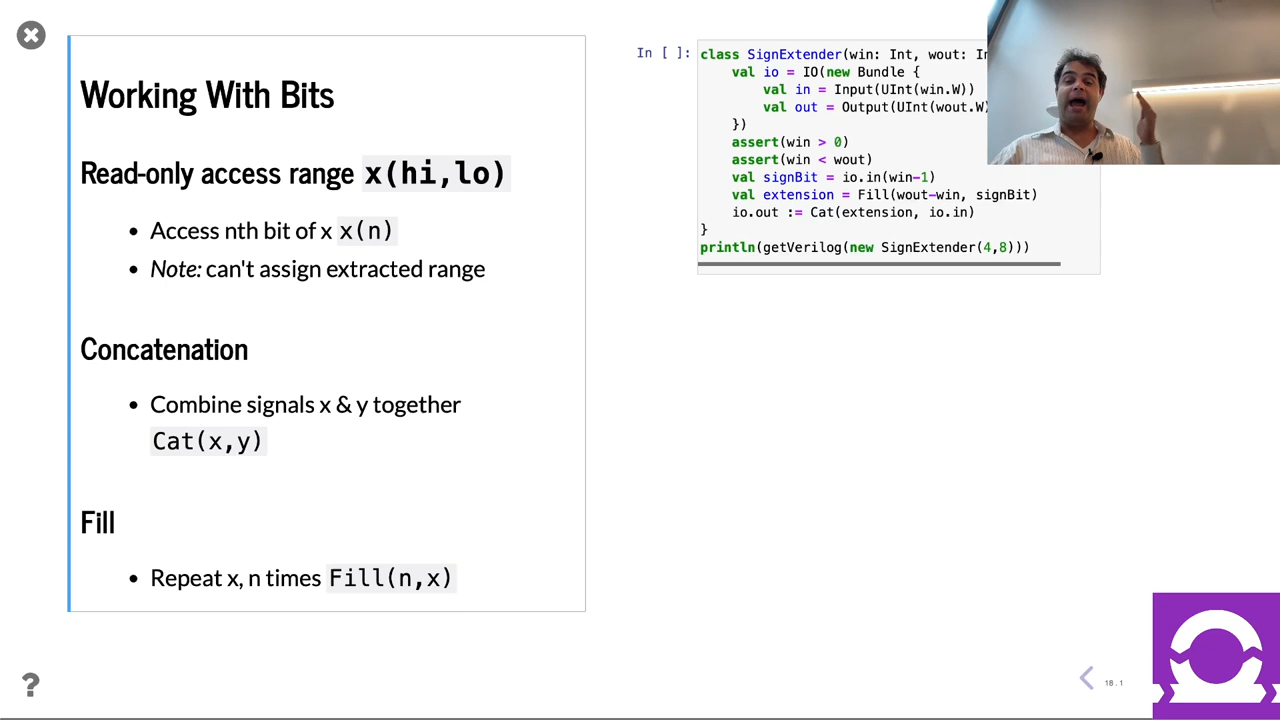 Working With Bits
Read-only access range x(hi,lo)
• Access nth bit of x x(n)
• Note: can't assign extracted range
Concatenation
• Combine signals x & y together
Cat(x,y)
Fill
• Repeat x, n times Fill(n,x)
In [ ]:
class SignExtender(win: Int, wout: In
val io = IO(new Bundle {
val in = Input(UInt(win.W))
val out = Output(UInt(wout.W)
})
assert(win > 0)
assert(win < wout)
val signBit = io.in(win-1)
val extension = Fill(wout-win, signBit)
io.out := Cat(extension, io.in)
}
println(getVerilog(new SignExtender(4,8)))
?
18.1